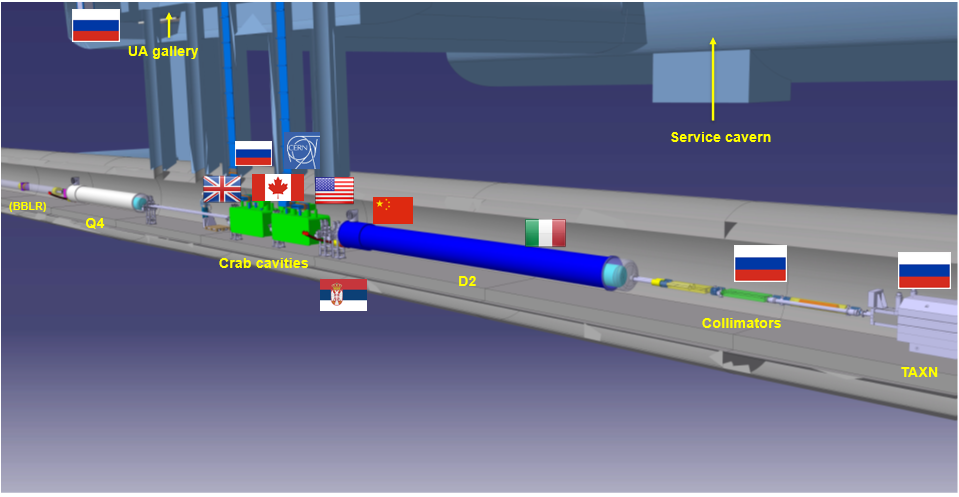 UA gallery
Service cavern
CERN
(BBLR)
Q4
Crab cavities
D2
Collimators
TAXN